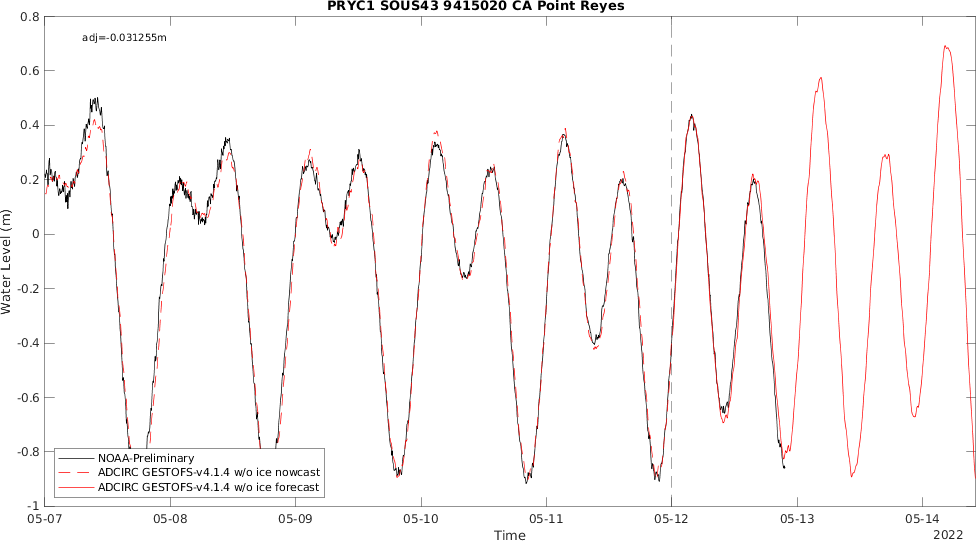 PRYC1 SOUS43 9415020 CA Point Reyes
adj=-0.031255m
0.8
0.6
0.4
0.2
0
-0.2
-0.4
-0.6
-0.8
-1
Water Level (m)
NOAA-Preliminary
ADCIRC GESTOFS-v4.1.4 w/o ice nowcast
ADCIRC GESTOFS-v4.1.4 w/o ice forecast
05-07 05-08 05-09 05-10 05-11 05-12 05-13 05-14
Time
2022